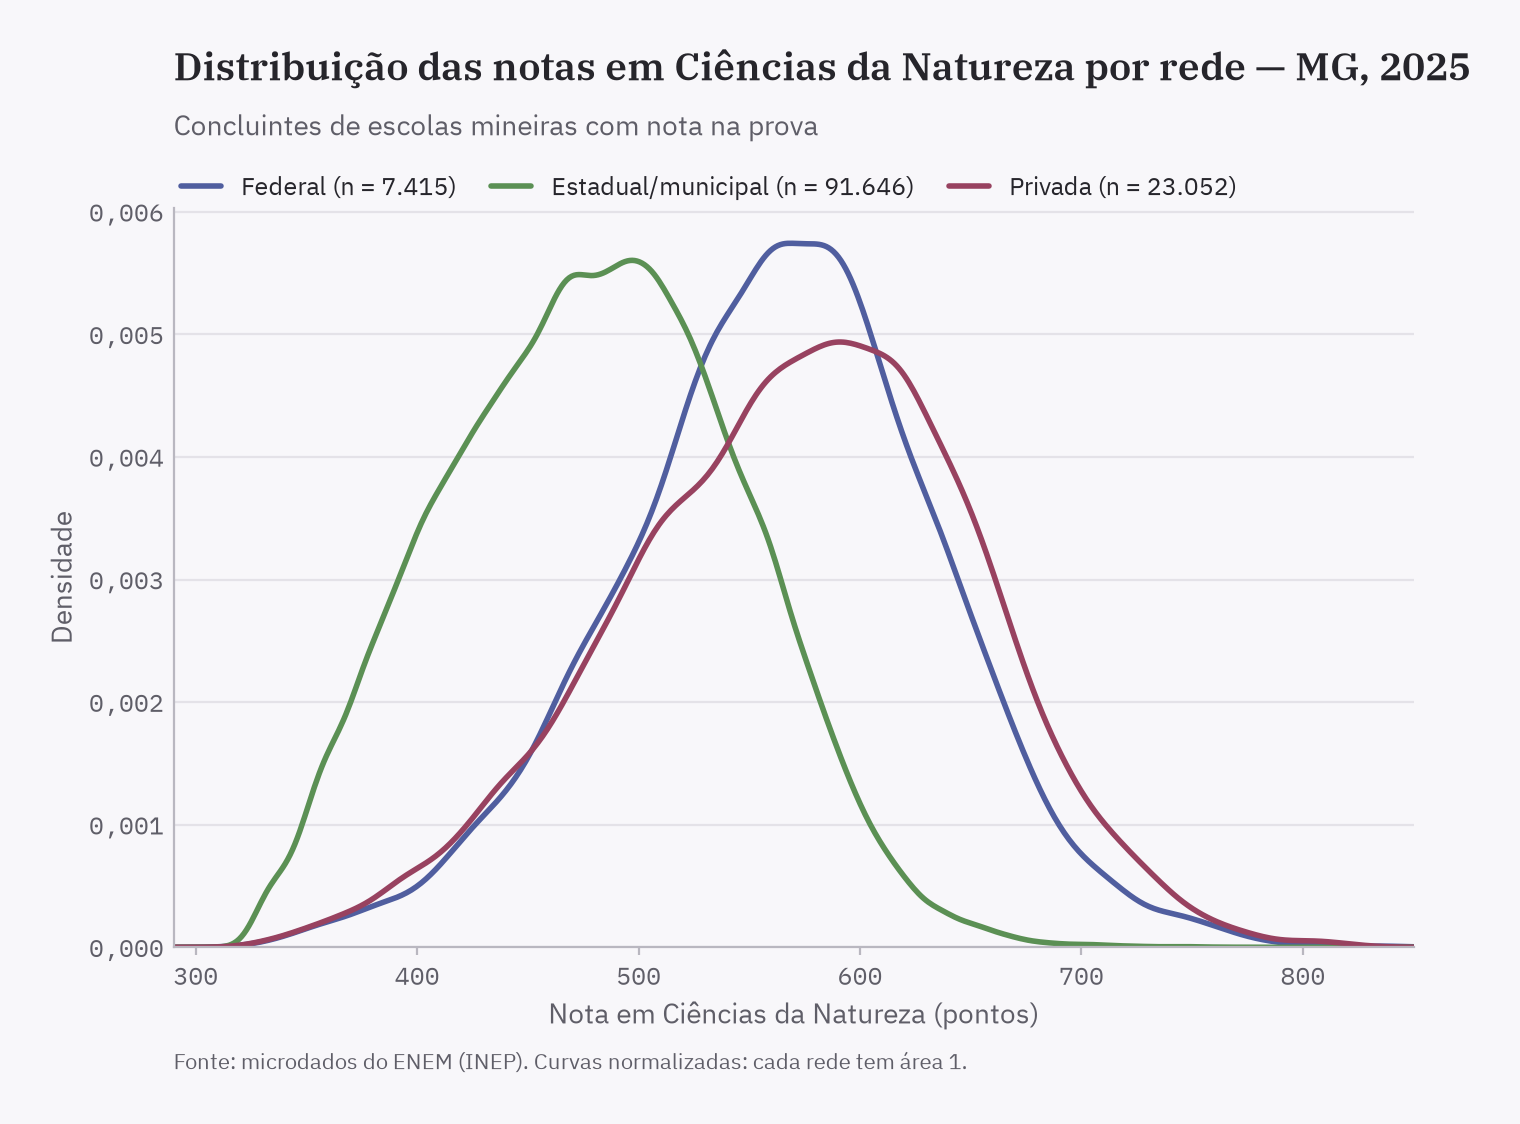 Distribuição das notas em Ciências da Natureza por rede — MG, 2025
Concluintes de escolas mineiras com nota na prova
Federal (n = 7.415) Estadual/municipal (n = 91.646) Privada (n = 23.052)
0,006
0,005
0,004
0,003
0,002
0,001
0,000
Densidade
300 400 500 600 700 800
Nota em Ciências da Natureza (pontos)
Fonte: microdados do ENEM (INEP). Curvas normalizadas: cada rede tem área 1.